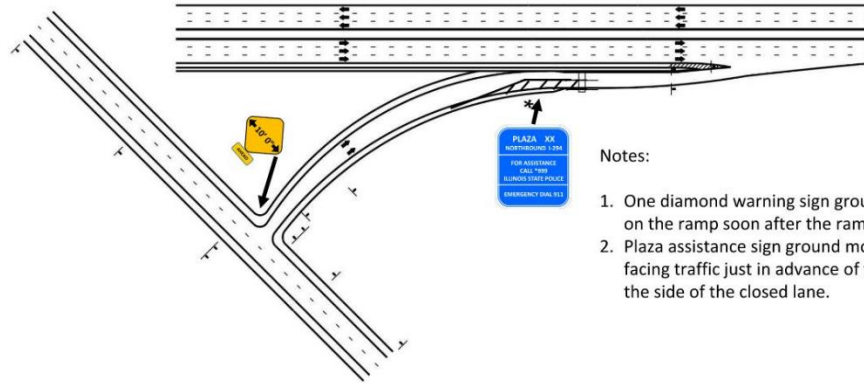 10' 0"
AHEAD
PLAZA XX
NORTHBOUND I-294
FOR ASSISTANCE
CALL *999
ILLINOIS STATE POLICE
EMERGENCY DIAL 911
*
Notes:
1. One diamond warning sign grou
on the ramp soon after the ram
2. Plaza assistance sign ground mo
facing traffic just in advance of
the side of the closed lane.